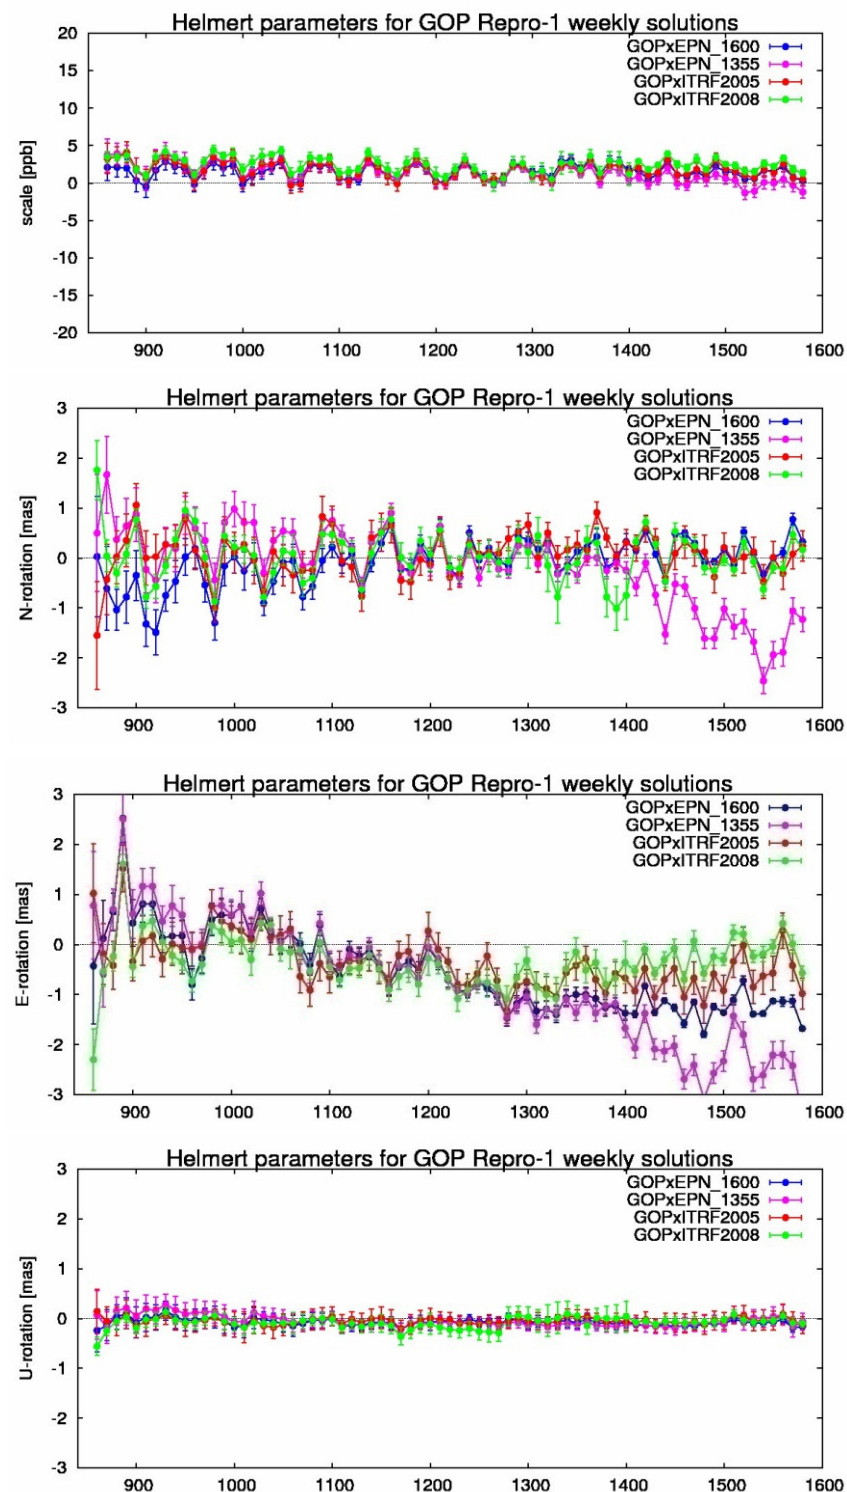 Helmert parameters for GOP Repro-1 weekly solutions
GOPxEPN_1600
GOPxEPN_1355
GOPxITRF2005
GOPxITRF2008
scale [ppb]
20
15
10
5
0
-5
-10
-15
-20
900 1000 1100 1200 1300 1400 1500 1600
Helmert parameters for GOP Repro-1 weekly solutions
GOPxEPN_1600
GOPxEPN_1355
GOPxITRF2005
GOPxITRF2008
N-rotation [mas]
3
2
1
0
-1
-2
-3
900 1000 1100 1200 1300 1400 1500 1600
Helmert parameters for GOP Repro-1 weekly solutions
GOPxEPN_1600
GOPxEPN_1355
GOPxITRF2005
GOPxITRF2008
E-rotation [mas]
3
2
1
0
-1
-2
-3
900 1000 1100 1200 1300 1400 1500 1600
Helmert parameters for GOP Repro-1 weekly solutions
GOPxEPN_1600
GOPxEPN_1355
GOPxITRF2005
GOPxITRF2008
U-rotation [mas]
3
2
1
0
-1
-2
-3
900 1000 1100 1200 1300 1400 1500 1600